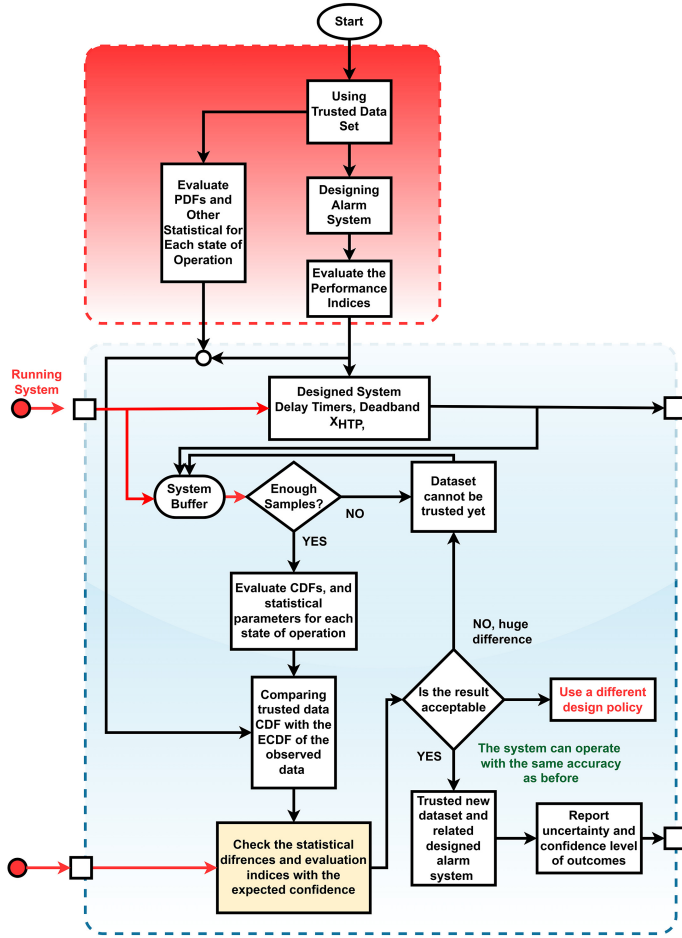 Start
Using
Trusted Data
Set
Evaluate
PDFs and
Other
Statistical for
Each state of
Operation
Designing
Alarm
System
Evaluate the
Performance
Indices
Running
System
Designed System
Delay Timers, Deadband
XHTP,
System
Buffer
Enough
Samples?
NO
Dataset
cannot be
trusted yet
YES
Evaluate CDFs, and
statistical
parameters for each
state of operation
NO, huge
difference
Comparing
trusted data
CDF with the
ECDF of the
observed
data
Is the result
acceptable
Use a different
design policy
YES
The system can operate
with the same accuracy
as before
Trusted new
dataset and
related
designed
alarm
system
Report
uncertainty and
confidence level
of outcomes
Check the statistical
difrences and evaluation
indices with the
expected confidence